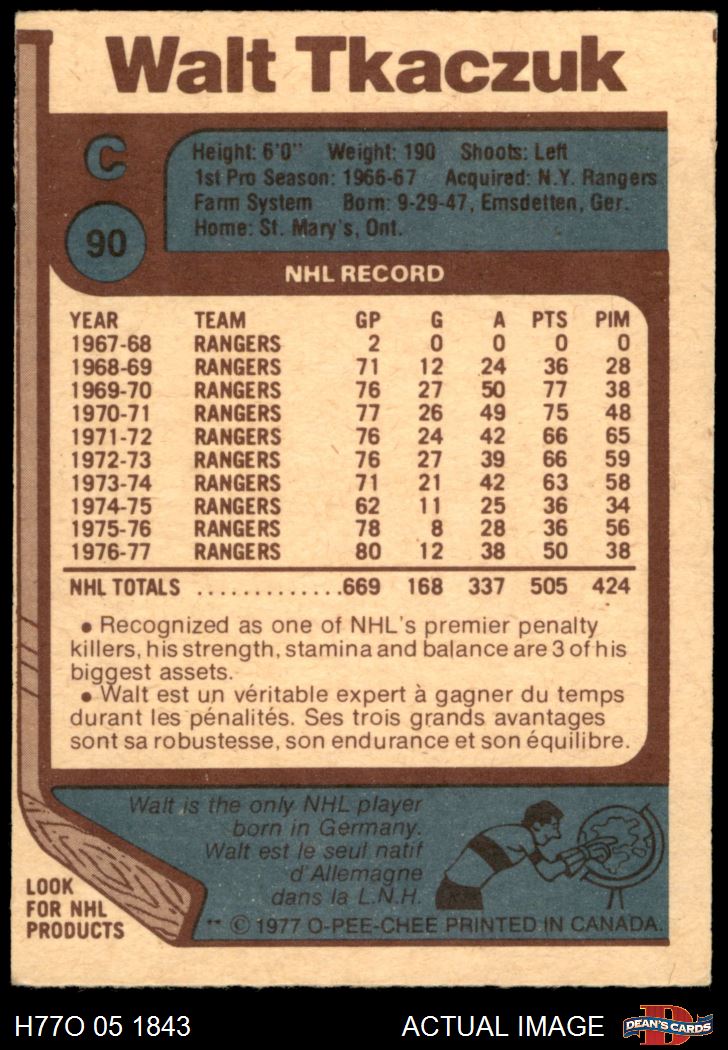 Walt Tkaczuk
C
Height: 6'0" Weight: 190 Shoots: Left
1st Pro Season: 1966-67 Acquired: N.Y. Rangers
Farm System Born: 9-29-47, Emsdetten, Ger.
Home: St. Mary's, Ont.
90
NHL RECORD
YEAR TEAM GP G A PTS PIM
1967-68 RANGERS 2 0 0 0 0
1968-69 RANGERS 71 12 24 36 28
1969-70 RANGERS 76 27 50 77 38
1970-71 RANGERS 77 26 49 75 48
1971-72 RANGERS 76 24 42 66 65
1972-73 RANGERS 76 27 39 66 59
1973-74 RANGERS 71 21 42 63 58
1974-75 RANGERS 62 11 25 36 34
1975-76 RANGERS 78 8 28 36 56
1976-77 RANGERS 80 12 38 50 38
NHL TOTALS .............669 168 337 505 424
• Recognized as one of NHL's premier penalty
killers, his strength, stamina and balance are 3 of his
biggest assets.
• Walt est un véritable expert à gagner du temps
durant les pénalités. Ses trois grands avantages
sont sa robustesse, son endurance et son équilibre.
Walt is the only NHL player
born in Germany.
Walt est le seul natif
d'Allemagne
dans la L.N.H.
LOOK
FOR NHL
PRODUCTS
** © 1977 O-PEE-CHEE PRINTED IN CANADA.
H77O 05 1843 ACTUAL IMAGE
D
DEAN'S CARDS